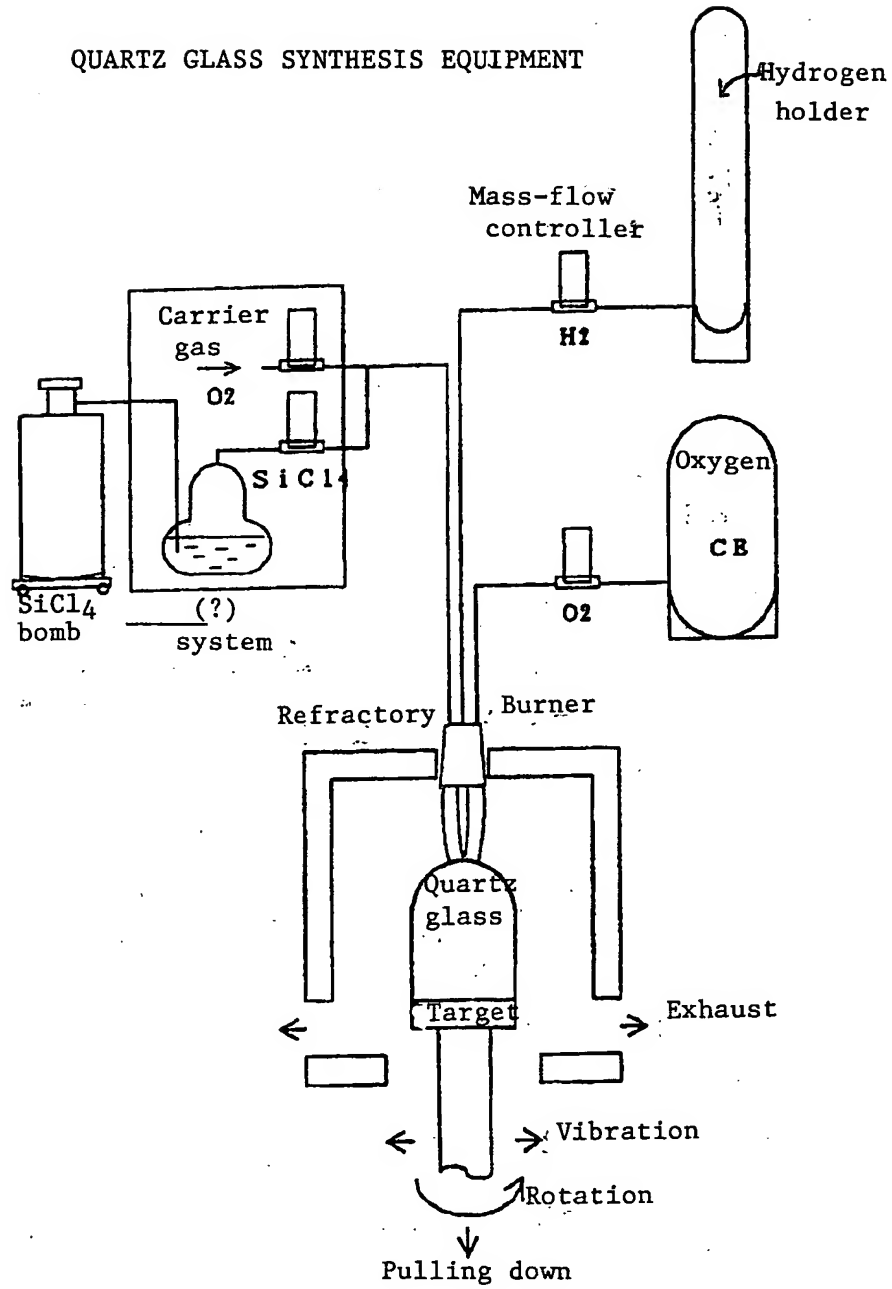 QUARTZ GLASS SYNTHESIS EQUIPMENT
Hydrogen
holder
Mass-flow
controller
H2
Carrier
gas
O2
SiCl4
Oxygen
CE
O2
SiCl4
bomb
(?)
system
Refractory
Burner
Quartz
glass
Target
Exhaust
Vibration
Rotation
Pulling down